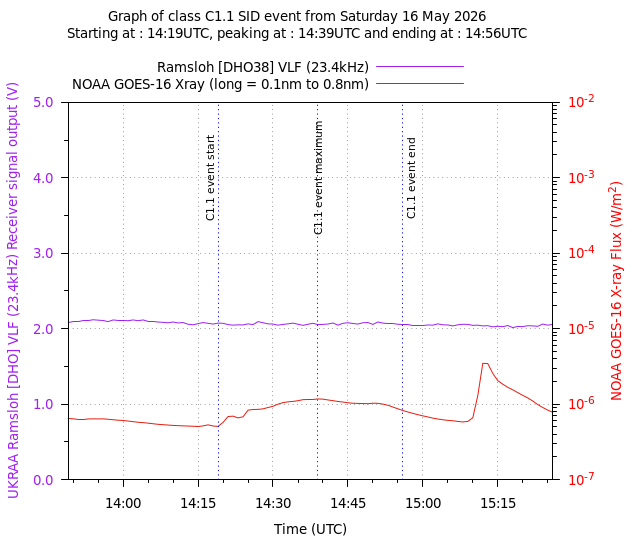 Graph of class C1.1 SID event from Saturday 16 May 2026
Starting at : 14:19UTC, peaking at : 14:39UTC and ending at : 14:56UTC
Ramsloh [DHO38] VLF (23.4kHz)
NOAA GOES-16 Xray (long = 0.1nm to 0.8nm)
UKRAA Ramsloh [DHO] VLF (23.4kHz) Receiver signal output (V)
5.0
4.0
3.0
2.0
1.0
0.0
C1.1 event start
C1.1 event maximum
C1.1 event end
10-2
10-3
10-4
10-5
10-6
10-7
NOAA GOES-16 X-ray Flux (W/m2)
14:00 14:15 14:30 14:45 15:00 15:15
Time (UTC)